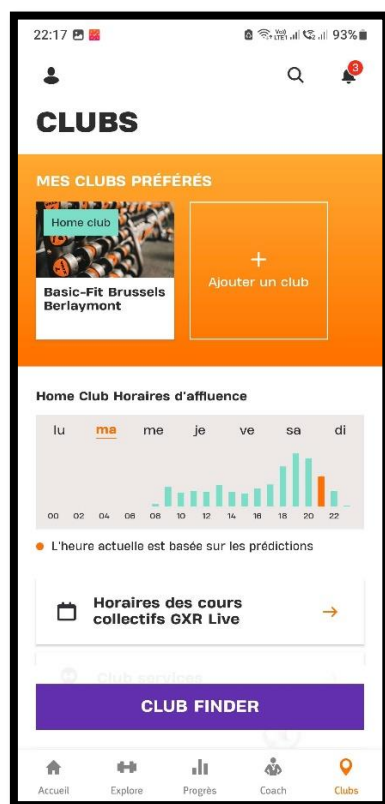 22:17
93%
3
CLUBS
MES CLUBS PRÉFÉRÉS
Home club
Basic-Fit Brussels
Berlaymont
+
Ajouter un club
Home Club Horaires d'affluence
lu ma me je ve sa di
00 02 04 06 08 10 12 14 16 18 20 22
L'heure actuelle est basée sur les prédictions
Horaires des cours
collectifs GXR Live
Club services
CLUB FINDER
Accueil Explore Progrès Coach Clubs